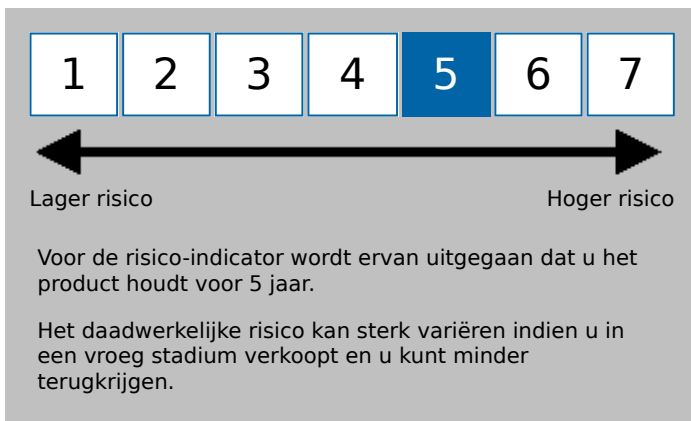 1 2 3 4 5 6 7
Lager risico Hoger risico
Voor de risico-indicator wordt ervan uitgegaan dat u het
product houdt voor 5 jaar.
Het daadwerkelijke risico kan sterk variëren indien u in
een vroeg stadium verkoopt en u kunt minder
terugkrijgen.